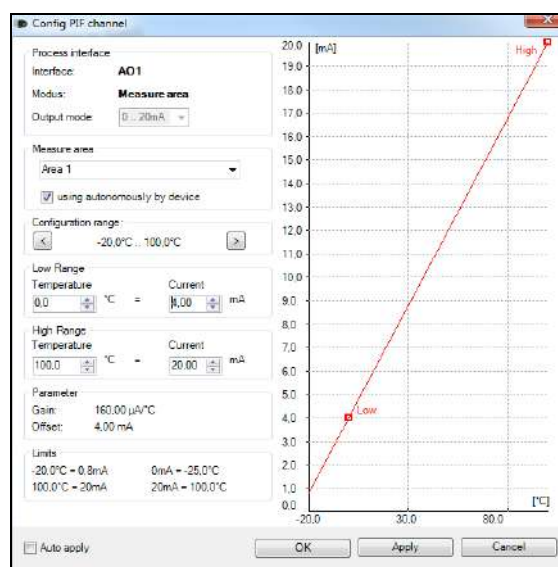 Config PIF channel
Process interface
Interface: AO1
Modus: Measure area
Output mode: 0 .. 20mA
Measure area
Area 1
using autonomously by device
Configuration range:
< -20,0°C .. 100,0°C >
Low Range
Temperature Current
0,0 °C = 4,00 mA
High Range
Temperature Current
100.0 °C = 20.00 mA
Parameter
Gain: 160.00 µA/°C
Offset: 4,00 mA
Limits
-20.0°C = 0.8mA 0mA = -25,0°C
100.0°C = 20mA 20mA = 100,0°C
Auto apply
20.0 [mA]
High
19.0
18.0
17.0
16.0
15.0
14.0
13.0
12.0
11.0
10.0
9.0
8.0
7.0
6.0
5.0
4.0
Low
3.0
2.0
1.0
0.0 [°C]
-20.0 30.0 80.0
OK Apply Cancel